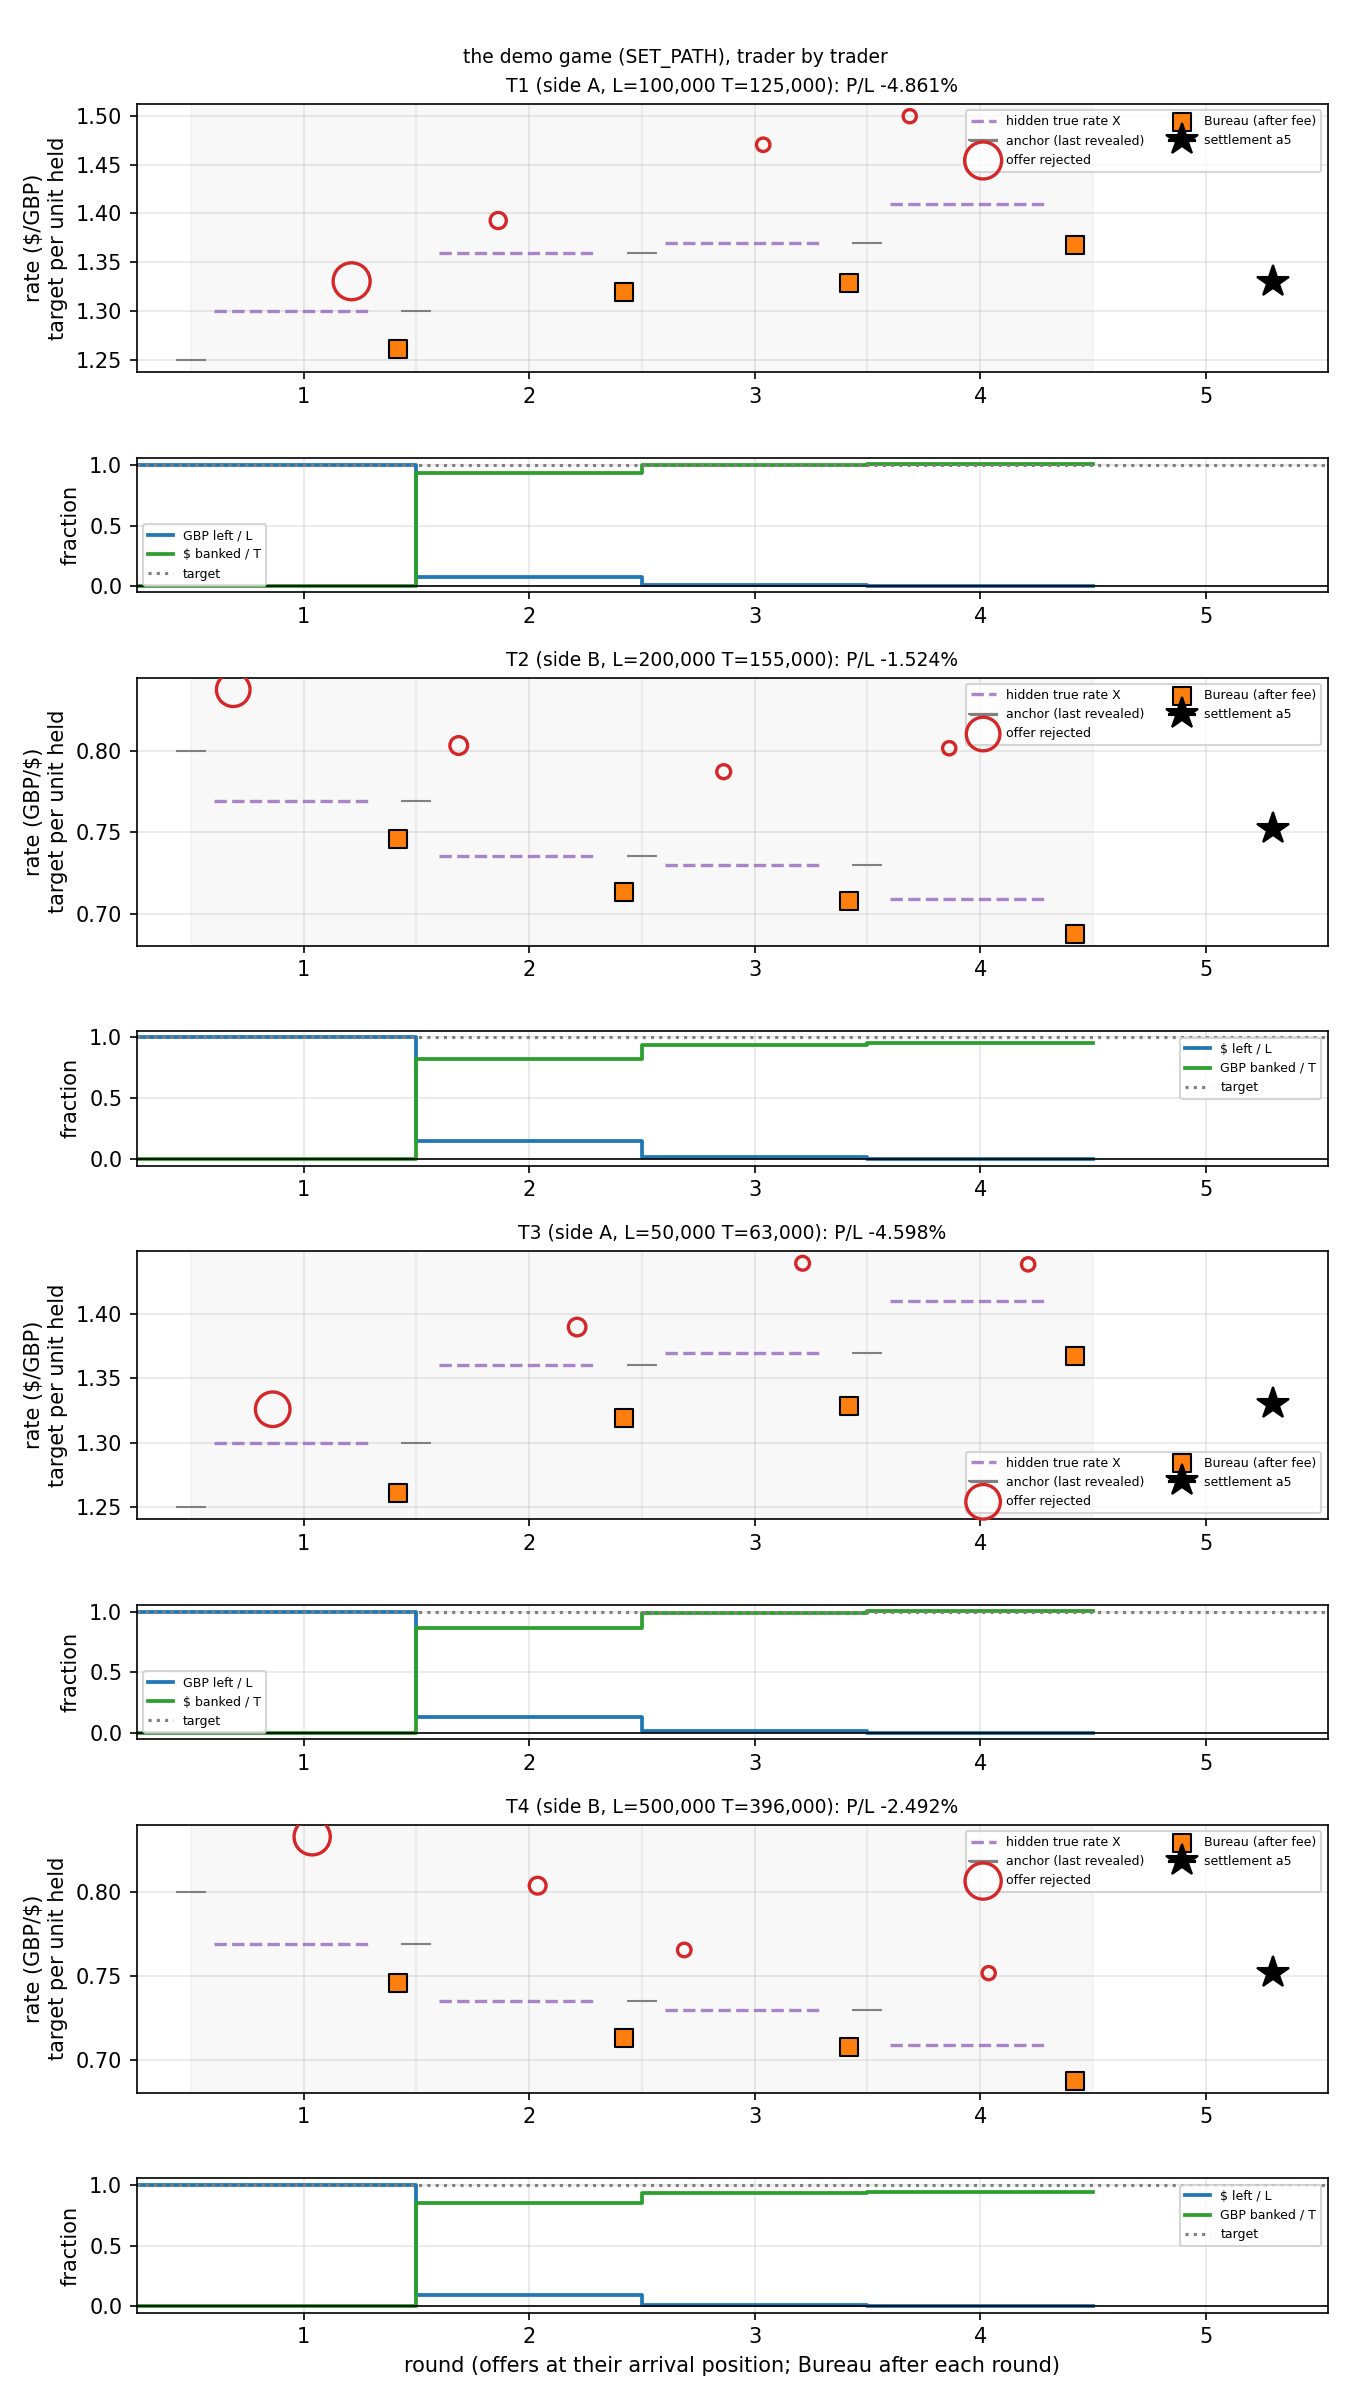 the demo game (SET_PATH), trader by trader
T1 (side A, L=100,000 T=125,000): P/L -4.861%
rate ($/GBP)
target per unit held
1.50
1.45
1.40
1.35
1.30
1.25
hidden true rate X
anchor (last revealed)
offer rejected
Bureau (after fee)
settlement a5
1 2 3 4 5
fraction
1.0
0.5
0.0
GBP left / L
$ banked / T
target
1 2 3 4 5
T2 (side B, L=200,000 T=155,000): P/L -1.524%
rate (GBP/$)
target per unit held
0.80
0.75
0.70
hidden true rate X
anchor (last revealed)
offer rejected
Bureau (after fee)
settlement a5
1 2 3 4 5
fraction
1.0
0.5
0.0
$ left / L
GBP banked / T
target
1 2 3 4 5
T3 (side A, L=50,000 T=63,000): P/L -4.598%
rate ($/GBP)
target per unit held
1.40
1.35
1.30
1.25
hidden true rate X
anchor (last revealed)
offer rejected
Bureau (after fee)
settlement a5
1 2 3 4 5
fraction
1.0
0.5
0.0
GBP left / L
$ banked / T
target
1 2 3 4 5
T4 (side B, L=500,000 T=396,000): P/L -2.492%
rate (GBP/$)
target per unit held
0.80
0.75
0.70
hidden true rate X
anchor (last revealed)
offer rejected
Bureau (after fee)
settlement a5
1 2 3 4 5
fraction
1.0
0.5
0.0
$ left / L
GBP banked / T
target
1 2 3 4 5
round (offers at their arrival position; Bureau after each round)